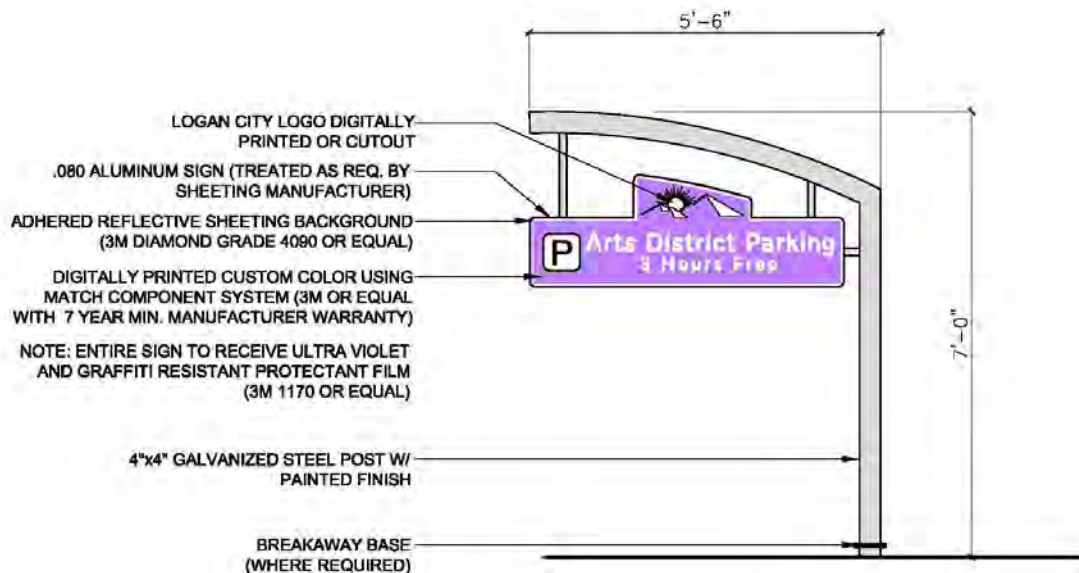 5'-6"
LOGAN CITY LOGO DIGITALLY
PRINTED OR CUTOUT
.080 ALUMINUM SIGN (TREATED AS REQ. BY
SHEETING MANUFACTURER)
ADHERED REFLECTIVE SHEETING BACKGROUND
(3M DIAMOND GRADE 4090 OR EQUAL)
DIGITALLY PRINTED CUSTOM COLOR USING
MATCH COMPONENT SYSTEM (3M OR EQUAL
WITH 7 YEAR MIN. MANUFACTURER WARRANTY)
NOTE: ENTIRE SIGN TO RECEIVE ULTRA VIOLET
AND GRAFFITI RESISTANT PROTECTANT FILM
(3M 1170 OR EQUAL)
4"x4" GALVANIZED STEEL POST W/
PAINTED FINISH
BREAKAWAY BASE
(WHERE REQUIRED)
P
Arts District Parking
3 Hours Free
7'-0"